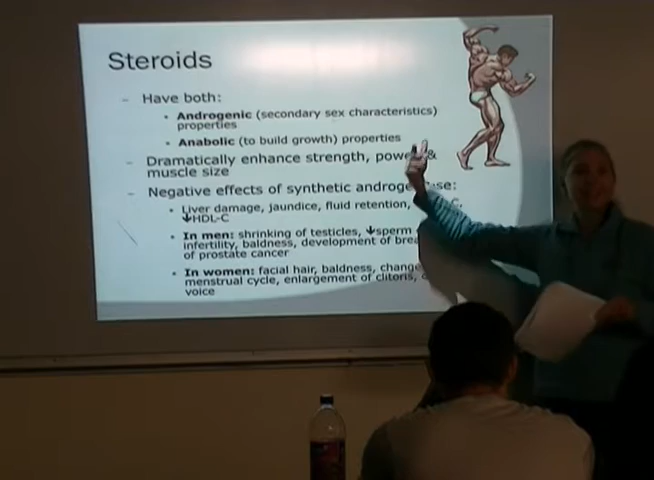 Steroids
– Have both:
• Androgenic (secondary sex characteristics)
properties
• Anabolic (to build growth) properties
– Dramatically enhance strength, power &
muscle size
– Negative effects of synthetic androgen use:
• Liver damage, jaundice, fluid retention,
↓HDL-C
• In men: shrinking of testicles, ↓sperm
infertility, baldness, development of
of prostate cancer
• In women: facial hair, baldness,
menstrual cycle, enlargement of clitoris,
voice